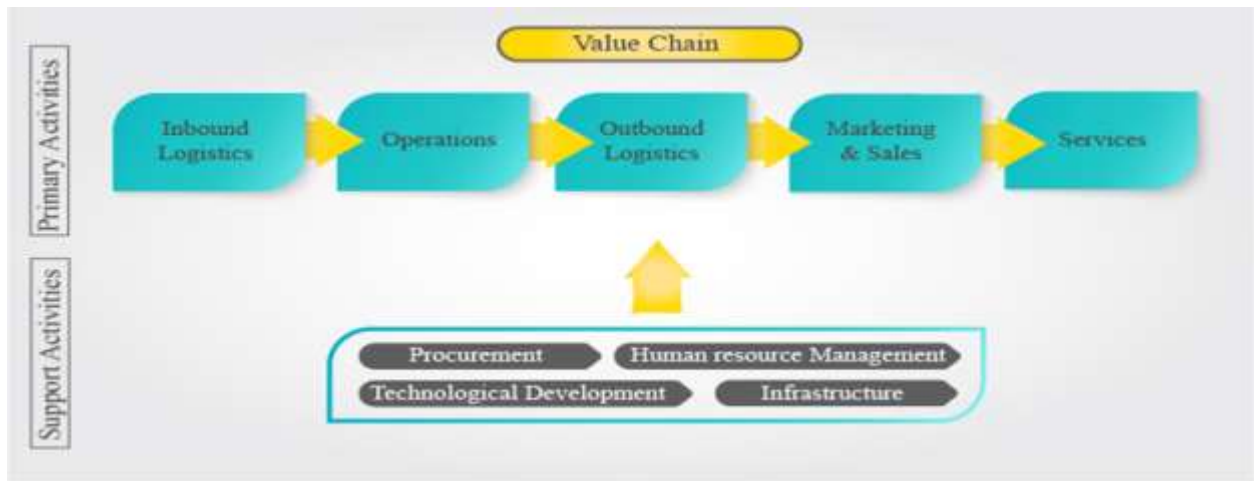 Value Chain
Primary Activities
Inbound
Logistics
Operations
Outbound
Logistics
Marketing
& Sales
Services
Support Activities
Procurement
Human resource Management
Technological Development
Infrastructure